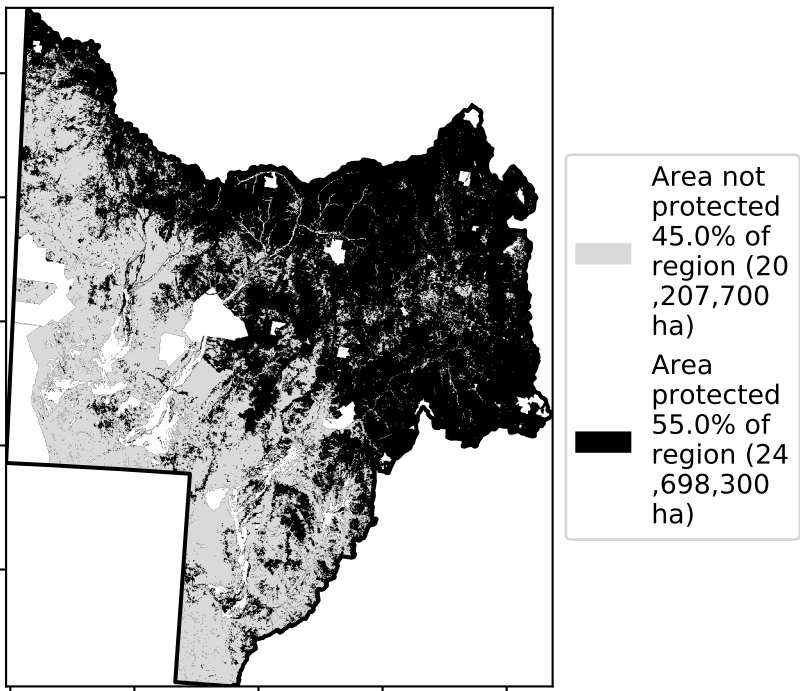 Area not
protected
45.0% of
region (20
,207,700
ha)
Area
protected
55.0% of
region (24
,698,300
ha)